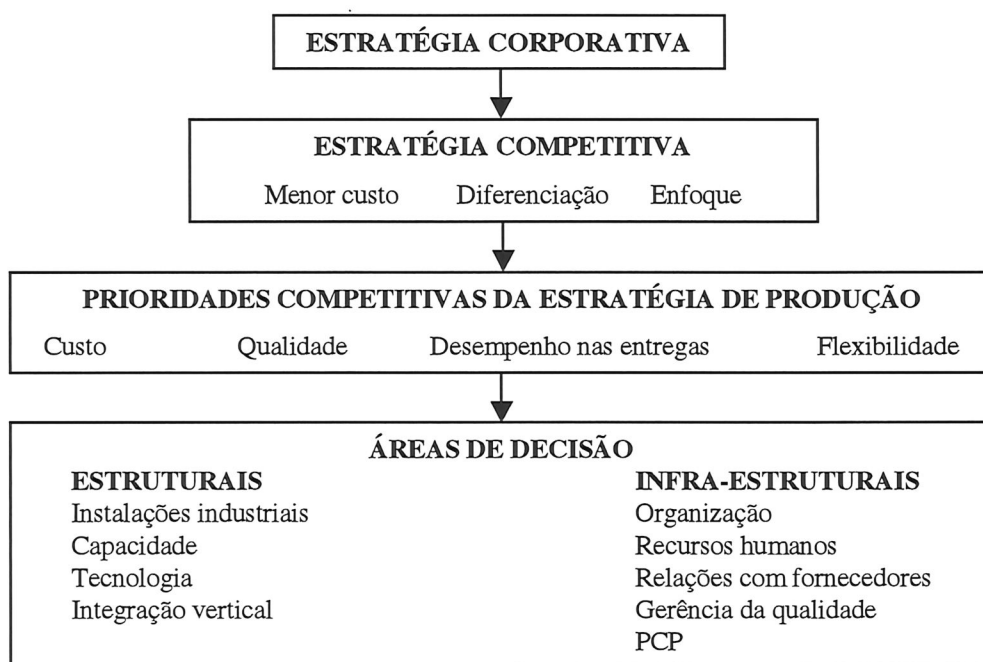 ESTRATÉGIA CORPORATIVA
ESTRATÉGIA COMPETITIVA
Menor custo Diferenciação Enfoque
PRIORIDADES COMPETITIVAS DA ESTRATÉGIA DE PRODUÇÃO
Custo Qualidade Desempenho nas entregas Flexibilidade
ÁREAS DE DECISÃO
ESTRUTURAIS
Instalações industriais
Capacidade
Tecnologia
Integração vertical
INFRA-ESTRUTURAIS
Organização
Recursos humanos
Relações com fornecedores
Gerência da qualidade
PCP